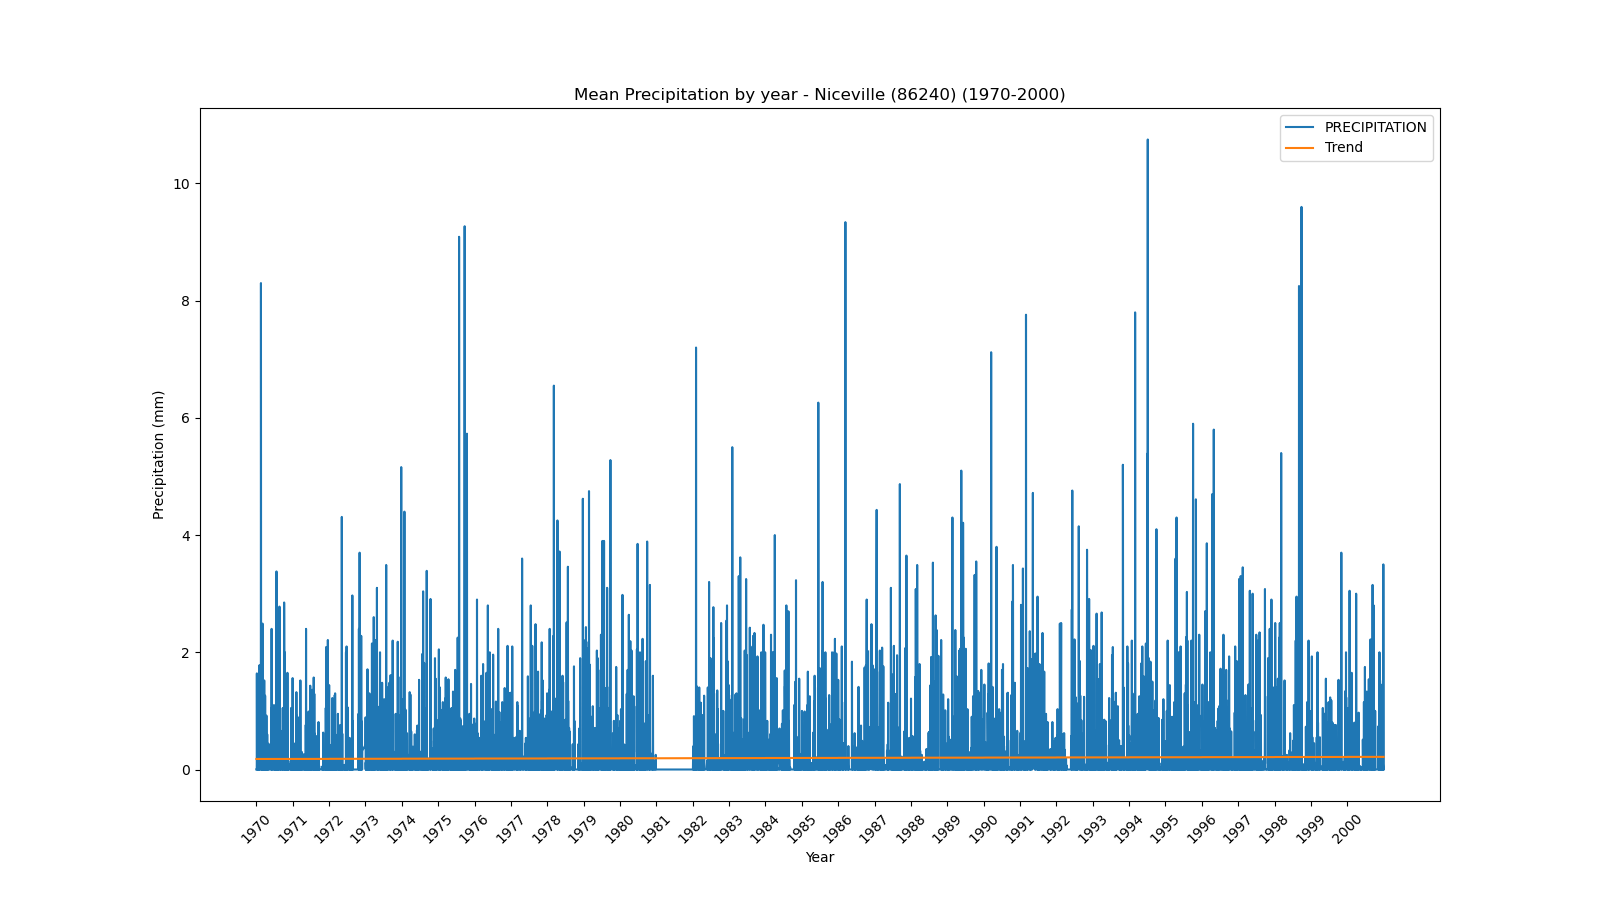 Mean Precipitation by year - Niceville (86240) (1970-2000)
PRECIPITATION
Trend
10
8
6
4
2
0
Precipitation (mm)
1970 1971 1972 1973 1974 1975 1976 1977 1978 1979 1980 1981 1982 1983 1984 1985 1986 1987 1988 1989 1990 1991 1992 1993 1994 1995 1996 1997 1998 1999 2000
Year